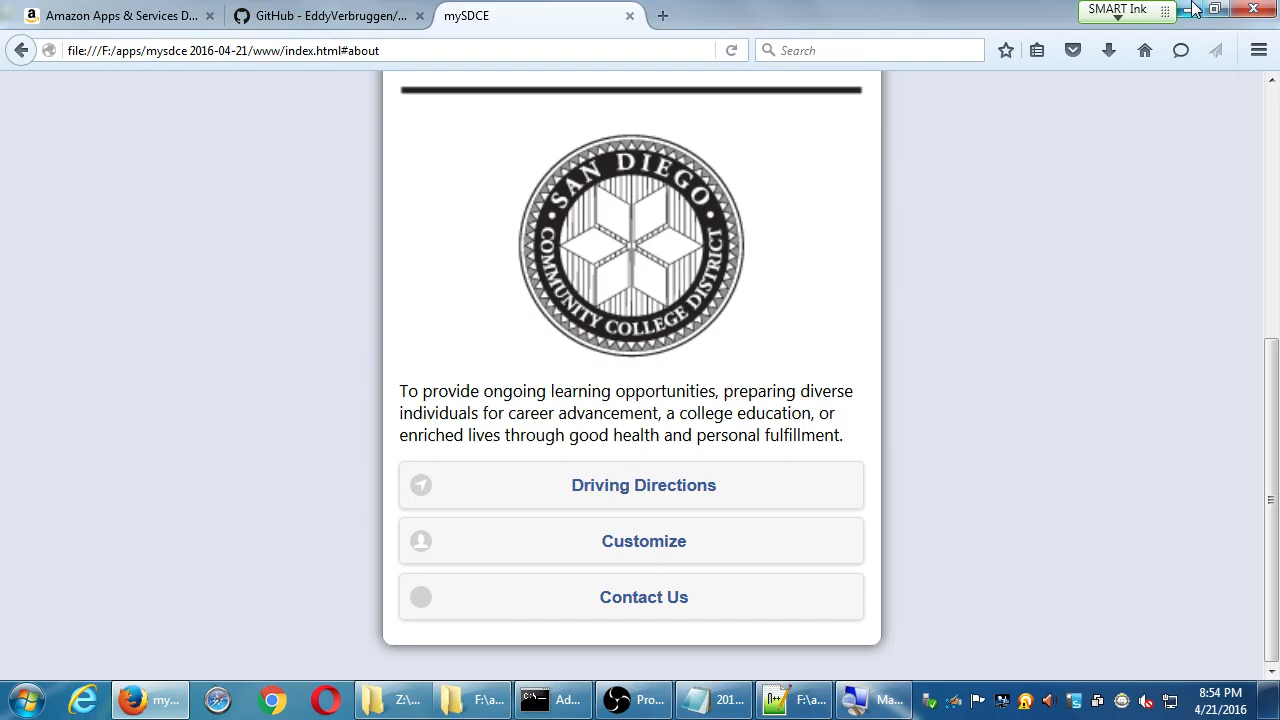 SMART Ink
Amazon Apps & Services D...
GitHub - EddyVerbruggen/...
mySDCE
file:///F:/apps/mysdce 2016-04-21/www/index.html#about
Search
SAN DIEGO
COMMUNITY COLLEGE DISTRICT
To provide ongoing learning opportunities, preparing diverse
individuals for career advancement, a college education, or
enriched lives through good health and personal fulfillment.
Driving Directions
Customize
Contact Us
my...
Z:\...
F:\a...
Ad...
Pro...
201...
F:\a...
Ma...
8:54 PM
4/21/2016